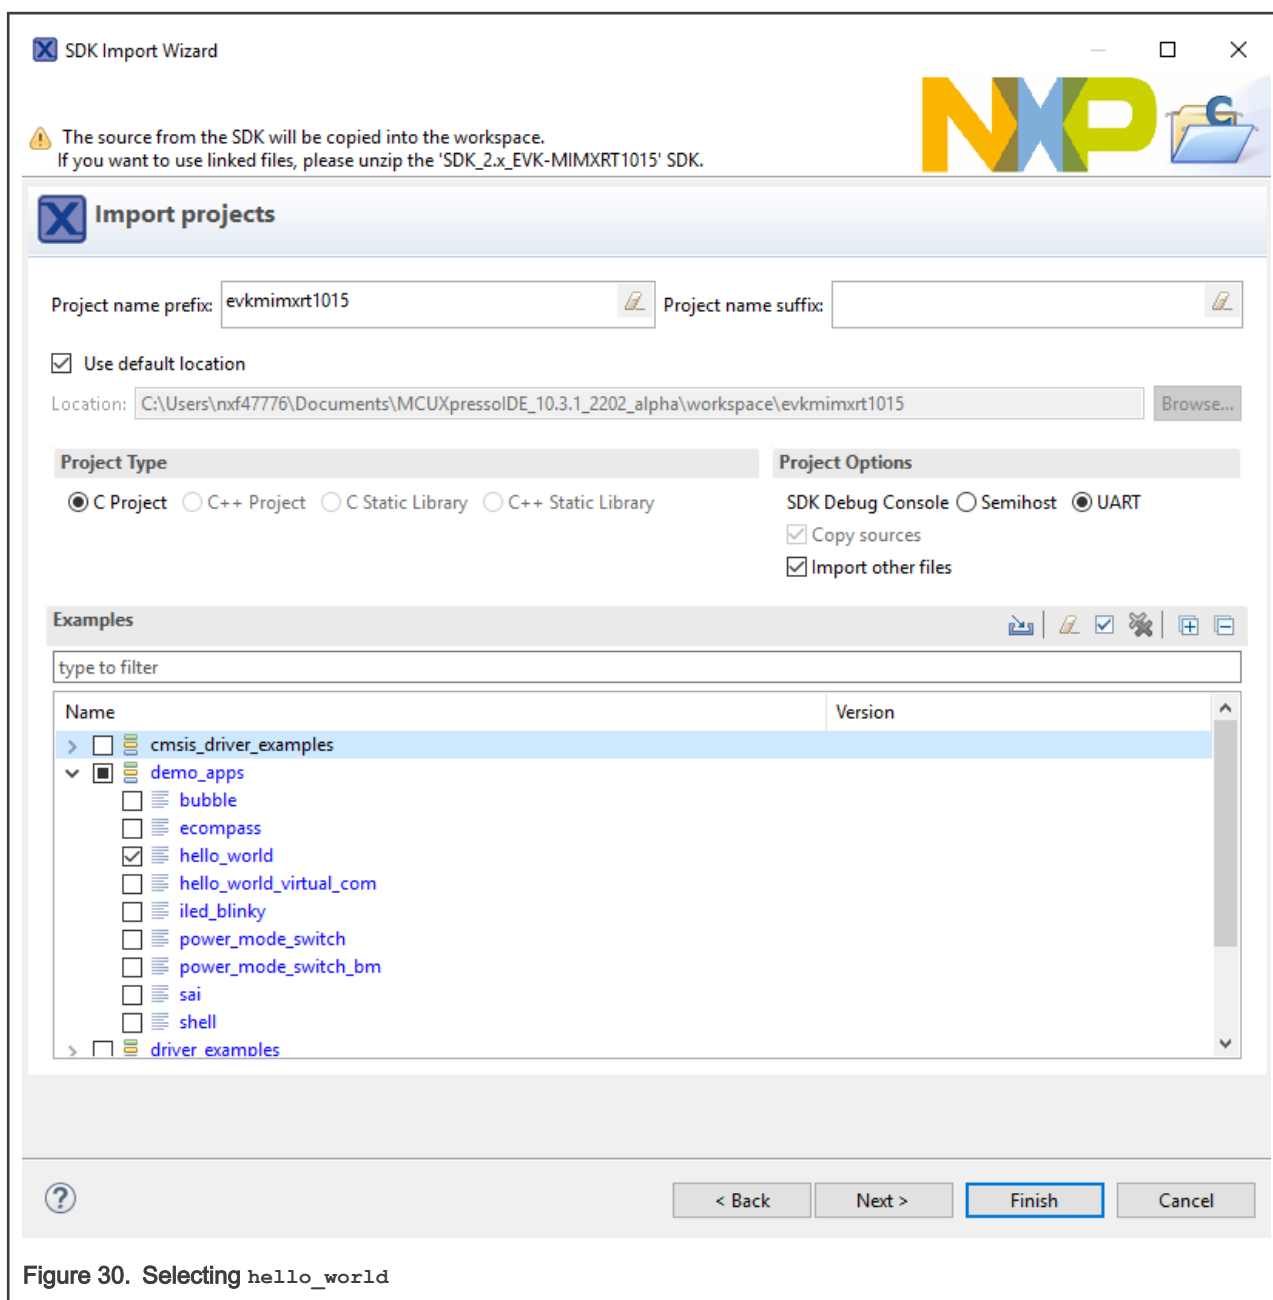 SDK Import Wizard
NXP
The source from the SDK will be copied into the workspace.
If you want to use linked files, please unzip the 'SDK_2.x_EVK-MIMXRT1015' SDK.
Import projects
Project name prefix: evkmimxrt1015 Project name suffix:
Use default location
Location: C:\Users\nxf47776\Documents\MCUXpressoIDE_10.3.1_2202_alpha\workspace\evkmimxrt1015 Browse...
Project Type Project Options
C Project C++ Project C Static Library C++ Static Library SDK Debug Console Semihost UART
Copy sources
Import other files
Examples
type to filter
Name Version
cmsis_driver_examples
demo_apps
bubble
ecompass
hello_world
hello_world_virtual_com
iled_blinky
power_mode_switch
power_mode_switch_bm
sai
shell
driver_examples
< Back Next > Finish Cancel
Figure 30. Selecting hello_world